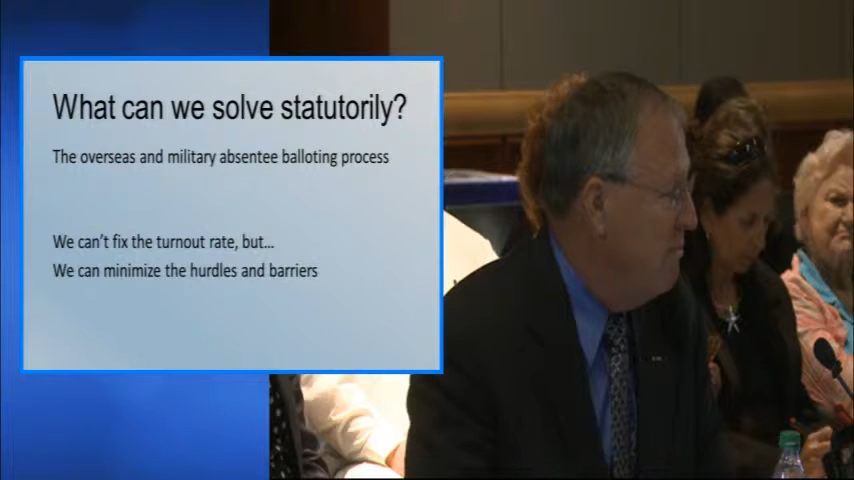 What can we solve statutorily?
The overseas and military absentee balloting process
We can't fix the turnout rate, but...
We can minimize the hurdles and barriers